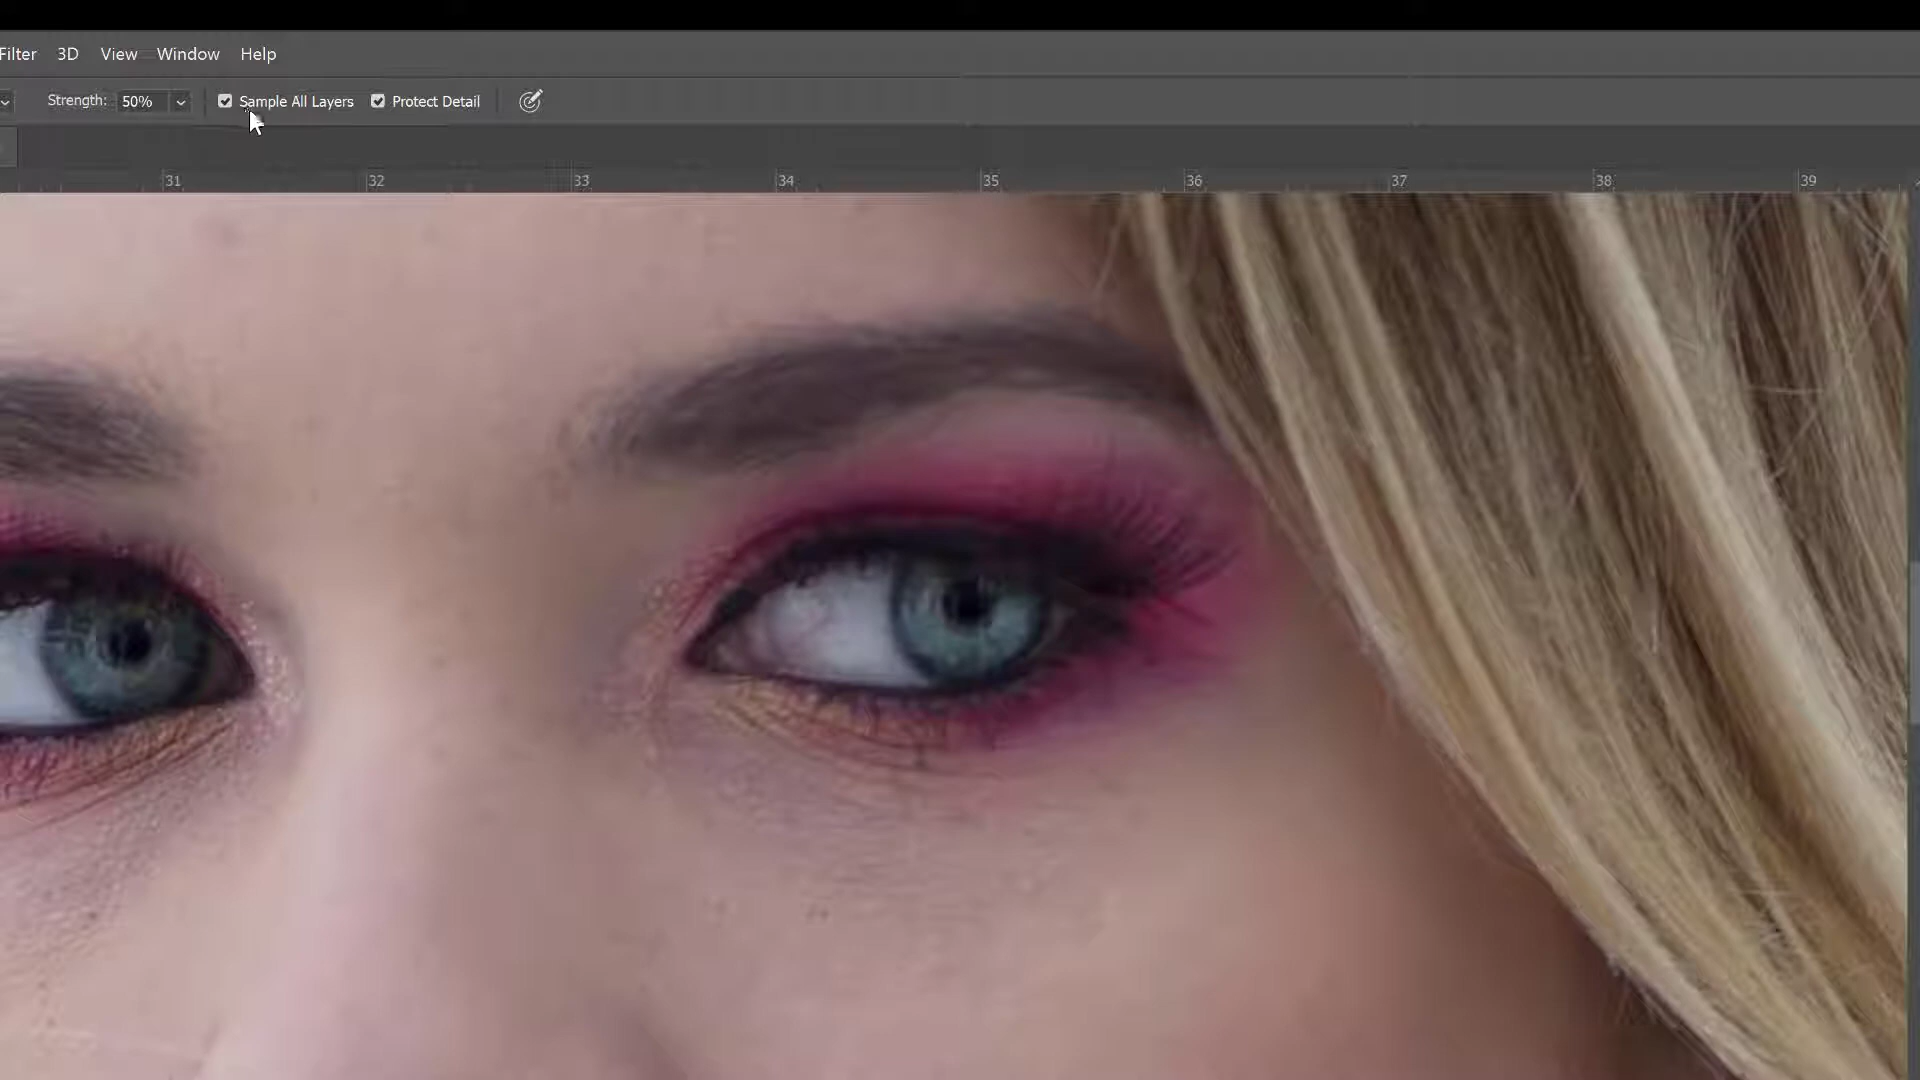 Filter 3D View Window Help
Strength: 50% Sample All Layers Protect Detail
31 32 33 34 35 36 37 38 39